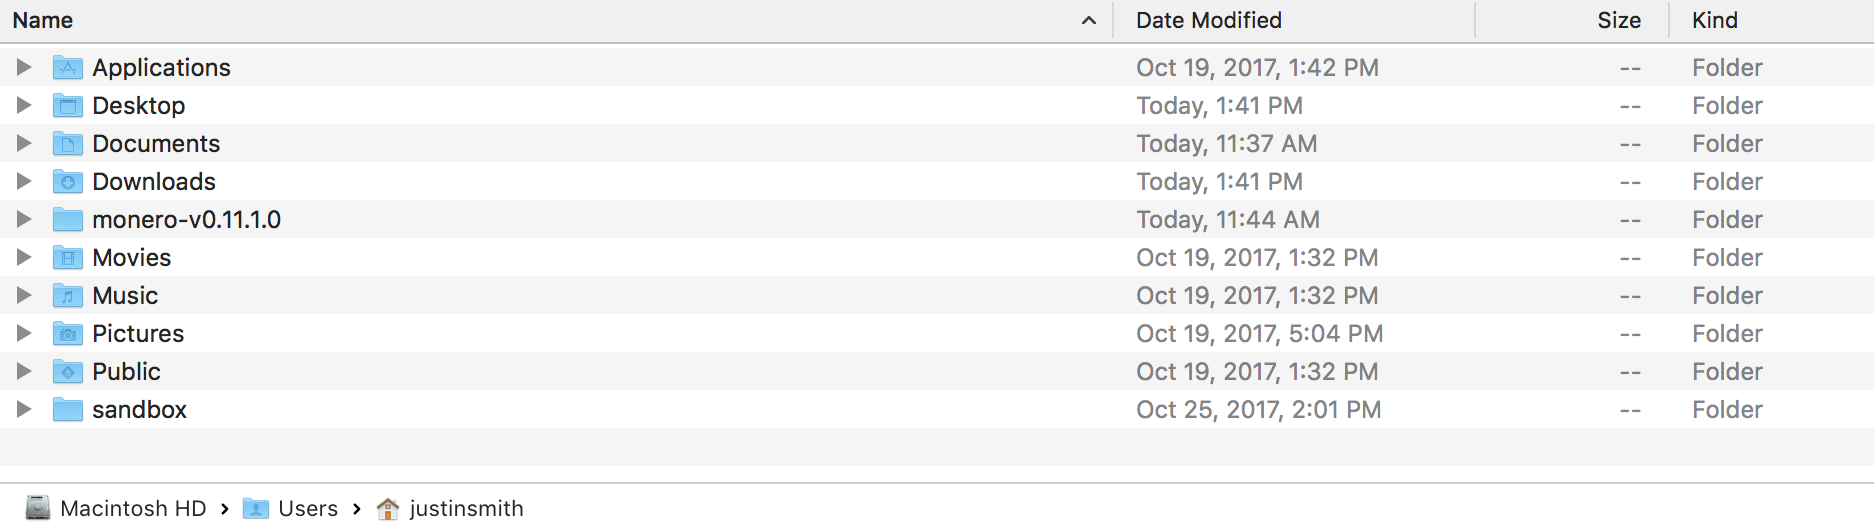 Name Date Modified Size Kind
Applications Oct 19, 2017, 1:42 PM -- Folder
Desktop Today, 1:41 PM -- Folder
Documents Today, 11:37 AM -- Folder
Downloads Today, 1:41 PM -- Folder
monero-v0.11.1.0 Today, 11:44 AM -- Folder
Movies Oct 19, 2017, 1:32 PM -- Folder
Music Oct 19, 2017, 1:32 PM -- Folder
Pictures Oct 19, 2017, 5:04 PM -- Folder
Public Oct 19, 2017, 1:32 PM -- Folder
sandbox Oct 25, 2017, 2:01 PM -- Folder
Macintosh HD › Users › justinsmith